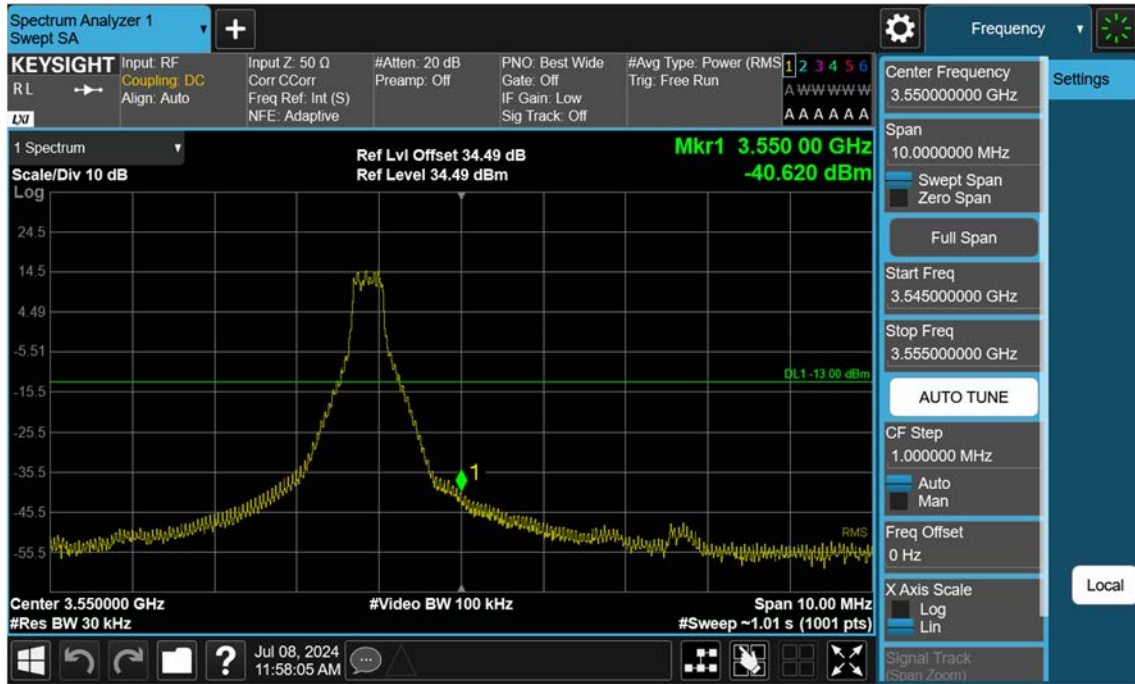 Spectrum Analyzer 1
Swept SA
Frequency
KEYSIGHT
RL
LXI
Input: RF
Coupling: DC
Align: Auto
Input Z: 50 Ω
Corr CCorr
Freq Ref: Int (S)
NFE: Adaptive
#Atten: 20 dB
Preamp: Off
PNO: Best Wide
Gate: Off
IF Gain: Low
Sig Track: Off
#Avg Type: Power (RMS
Trig: Free Run
1 2 3 4 5 6
A W W W W W
A A A A A A
1 Spectrum
Scale/Div 10 dB
Log
Ref Lvl Offset 34.49 dB
Ref Level 34.49 dBm
Mkr1 3.550 00 GHz
-40.620 dBm
24.5
14.5
4.49
-5.51
-15.5
-25.5
-35.5
-45.5
-55.5
DL1 -13.00 dBm
1
RMS
Center 3.550000 GHz
#Video BW 100 kHz
Span 10.00 MHz
#Res BW 30 kHz
#Sweep ~1.01 s (1001 pts)
Center Frequency
3.550000000 GHz
Settings
Span
10.0000000 MHz
Swept Span
Zero Span
Full Span
Start Freq
3.545000000 GHz
Stop Freq
3.555000000 GHz
AUTO TUNE
CF Step
1.000000 MHz
Auto
Man
Freq Offset
0 Hz
X Axis Scale
Log
Lin
Local
Signal Track
(Span Zoom)
?
Jul 08, 2024
11:58:05 AM